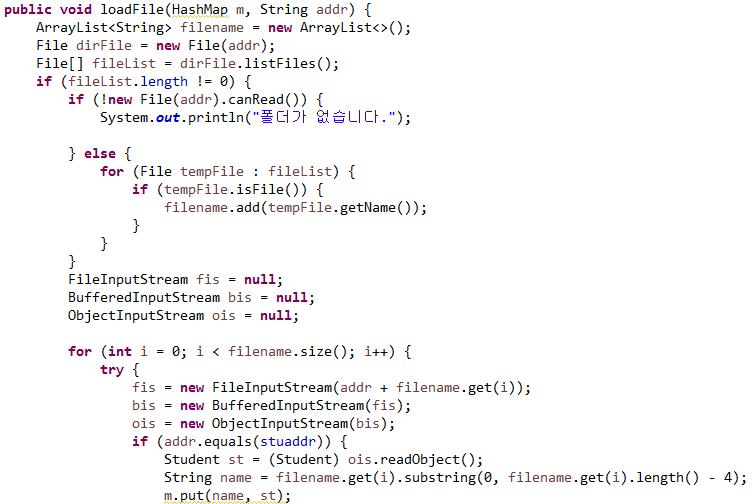 public void loadFile(HashMap m, String addr) {
ArrayList<String> filename = new ArrayList<>();
File dirFile = new File(addr);
File[] fileList = dirFile.listFiles();
if (fileList.length != 0) {
if (!new File(addr).canRead()) {
System.out.println("폴더가 없습니다.");
} else {
for (File tempFile : fileList) {
if (tempFile.isFile()) {
filename.add(tempFile.getName());
}
}
}
FileInputStream fis = null;
BufferedInputStream bis = null;
ObjectInputStream ois = null;
for (int i = 0; i < filename.size(); i++) {
try {
fis = new FileInputStream(addr + filename.get(i));
bis = new BufferedInputStream(fis);
ois = new ObjectInputStream(bis);
if (addr.equals(stuaddr)) {
Student st = (Student) ois.readObject();
String name = filename.get(i).substring(0, filename.get(i).length() - 4);
m.put(name, st);